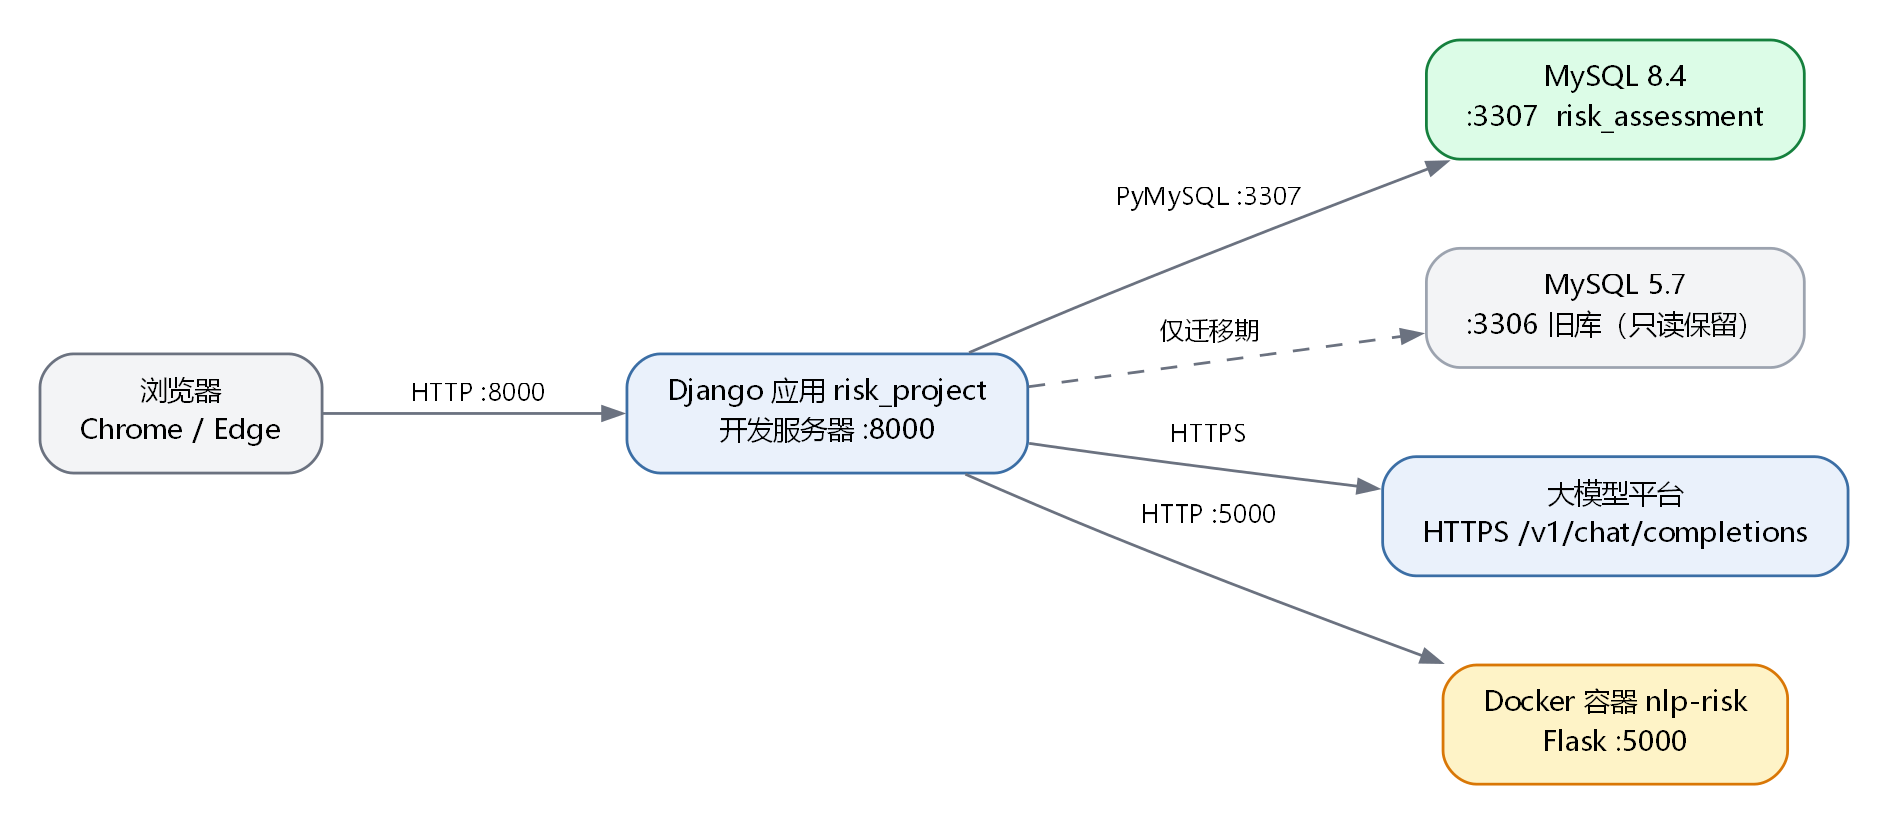 浏览器
Chrome / Edge
HTTP :8000
Django 应用 risk_project
开发服务器 :8000
PyMySQL :3307
MySQL 8.4
:3307  risk_assessment
仅迁移期
MySQL 5.7
:3306 旧库（只读保留）
HTTPS
大模型平台
HTTPS /v1/chat/completions
HTTP :5000
Docker 容器 nlp-risk
Flask :5000